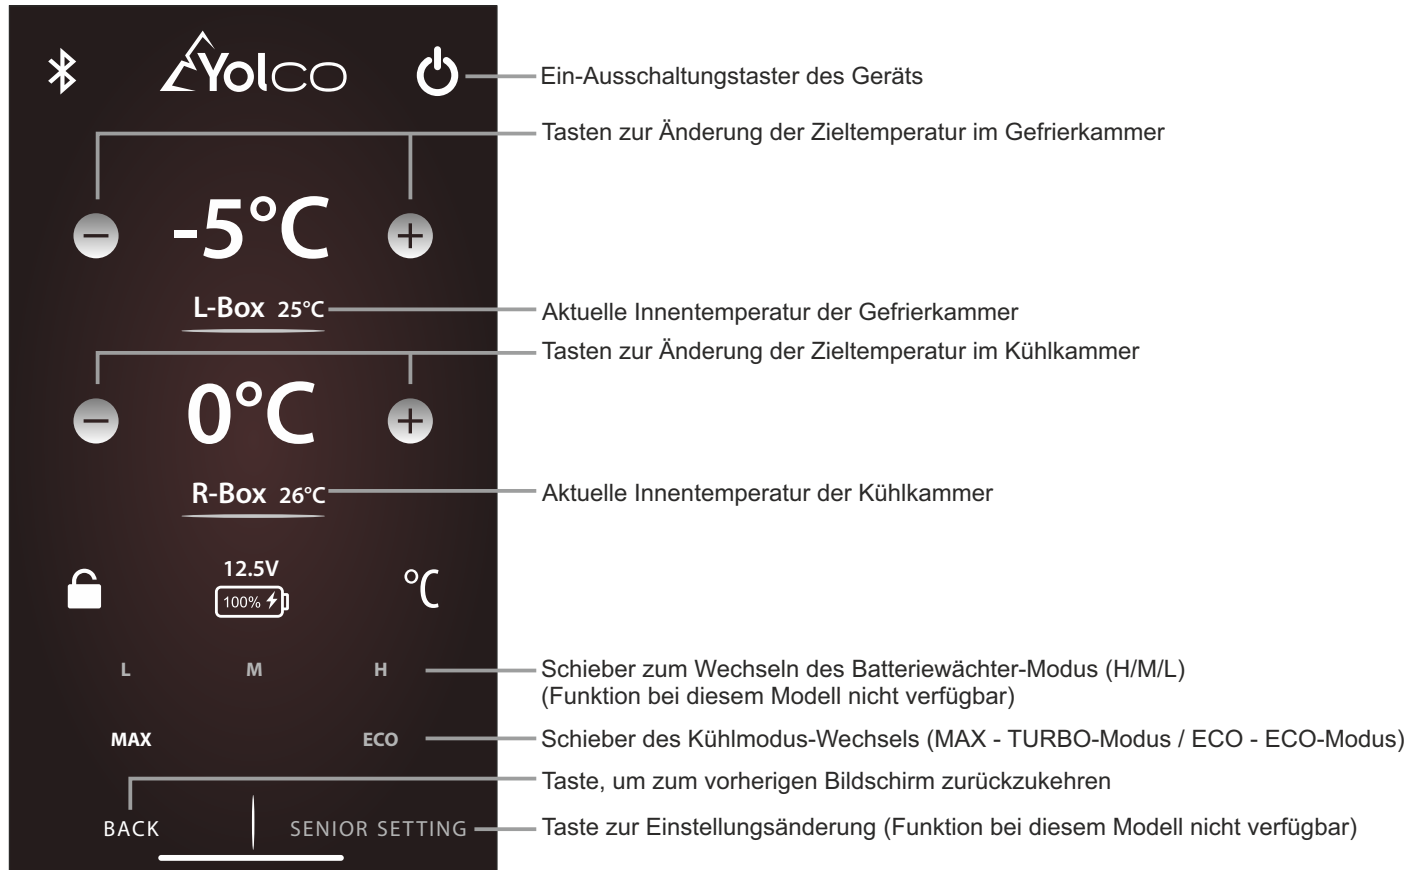 Yolco
Ein-Ausschaltungstaster des Geräts
Tasten zur Änderung der Zieltemperatur im Gefrierkammer
-5°C
L-Box 25°C
Aktuelle Innentemperatur der Gefrierkammer
Tasten zur Änderung der Zieltemperatur im Kühlkammer
0°C
R-Box 26°C
Aktuelle Innentemperatur der Kühlkammer
12.5V
100%
°C
L M H
Schieber zum Wechseln des Batteriewächter-Modus (H/M/L)
(Funktion bei diesem Modell nicht verfügbar)
MAX ECO
Schieber des Kühlmodus-Wechsels (MAX - TURBO-Modus / ECO - ECO-Modus)
Taste, um zum vorherigen Bildschirm zurückzukehren
BACK
SENIOR SETTING
Taste zur Einstellungsänderung (Funktion bei diesem Modell nicht verfügbar)